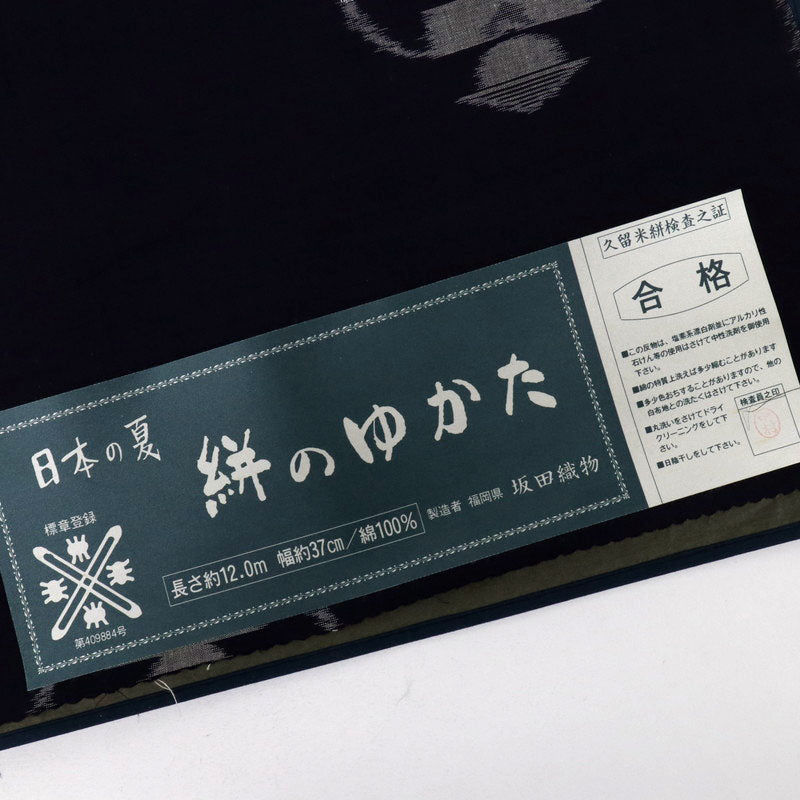 日本の夏
絣のゆかた
標章登録
第409884号
長さ約12.0m 幅約37cm/綿100%
製造者 福岡県 坂田織物
久留米絣検査之証
合格
■この反物は、塩素系漂白剤並にアルカリ性
石けん等の使用はさけて中性洗剤を御使用
下さい。
■綿の特質上洗えば多少縮むことがあります
■多少色おちすることがありますので、他の
白布地との洗たくはさけて下さい。
■丸洗いをさけてドライ
クリーニングをして下
さい。
■日陰干しをして下さい。
検査員之印